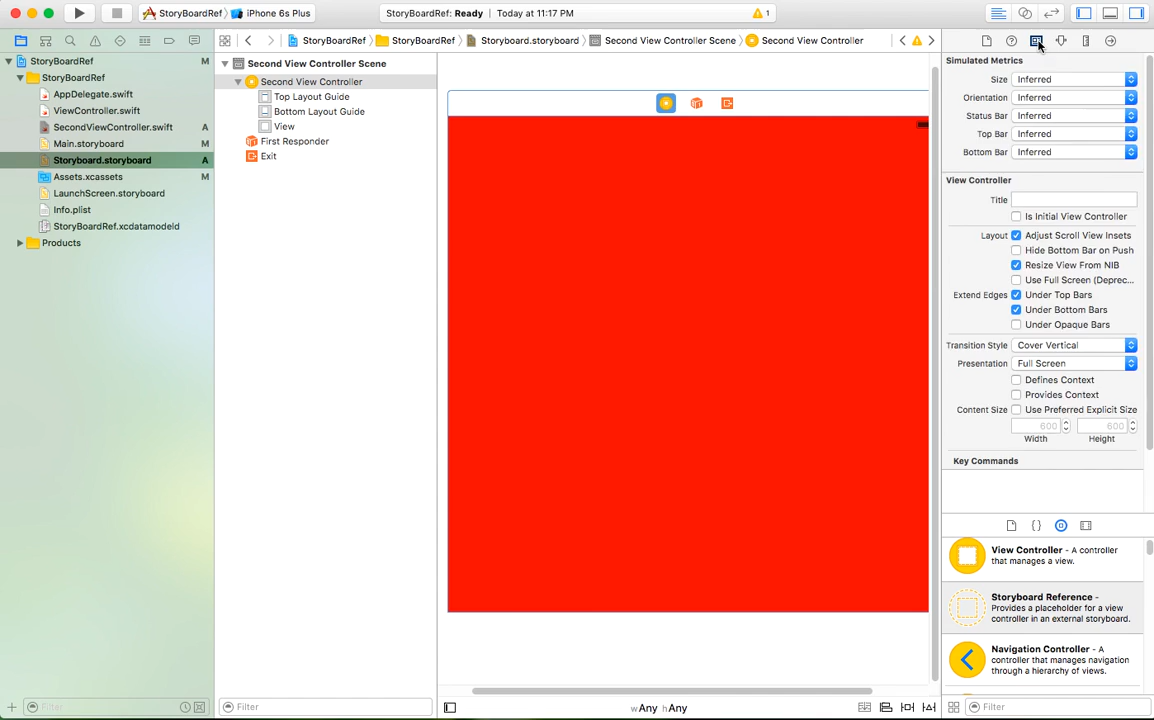 StoryBoardRef
iPhone 6s Plus
StoryBoardRef: Ready
Today at 11:17 PM
1
StoryBoardRef
StoryBoardRef
Storyboard.storyboard
Second View Controller Scene
Second View Controller
StoryBoardRef M
StoryBoardRef
AppDelegate.swift
ViewController.swift
SecondViewController.swift A
Main.storyboard M
Storyboard.storyboard A
Assets.xcassets M
LaunchScreen.storyboard
Info.plist
StoryBoardRef.xcdatamodeld
Products
Filter
Second View Controller Scene
Second View Controller
Top Layout Guide
Bottom Layout Guide
View
First Responder
Exit
Filter
wAny hAny
Simulated Metrics
Size Inferred
Orientation Inferred
Status Bar Inferred
Top Bar Inferred
Bottom Bar Inferred
View Controller
Title
Is Initial View Controller
Layout Adjust Scroll View Insets
Hide Bottom Bar on Push
Resize View From NIB
Use Full Screen (Deprec...
Extend Edges Under Top Bars
Under Bottom Bars
Under Opaque Bars
Transition Style Cover Vertical
Presentation Full Screen
Defines Context
Provides Context
Content Size Use Preferred Explicit Size
600 600
Width Height
Key Commands
View Controller - A controller
that manages a view.
Storyboard Reference -
Provides a placeholder for a view
controller in an external storyboard.
Navigation Controller - A
controller that manages navigation
through a hierarchy of views.
Filter